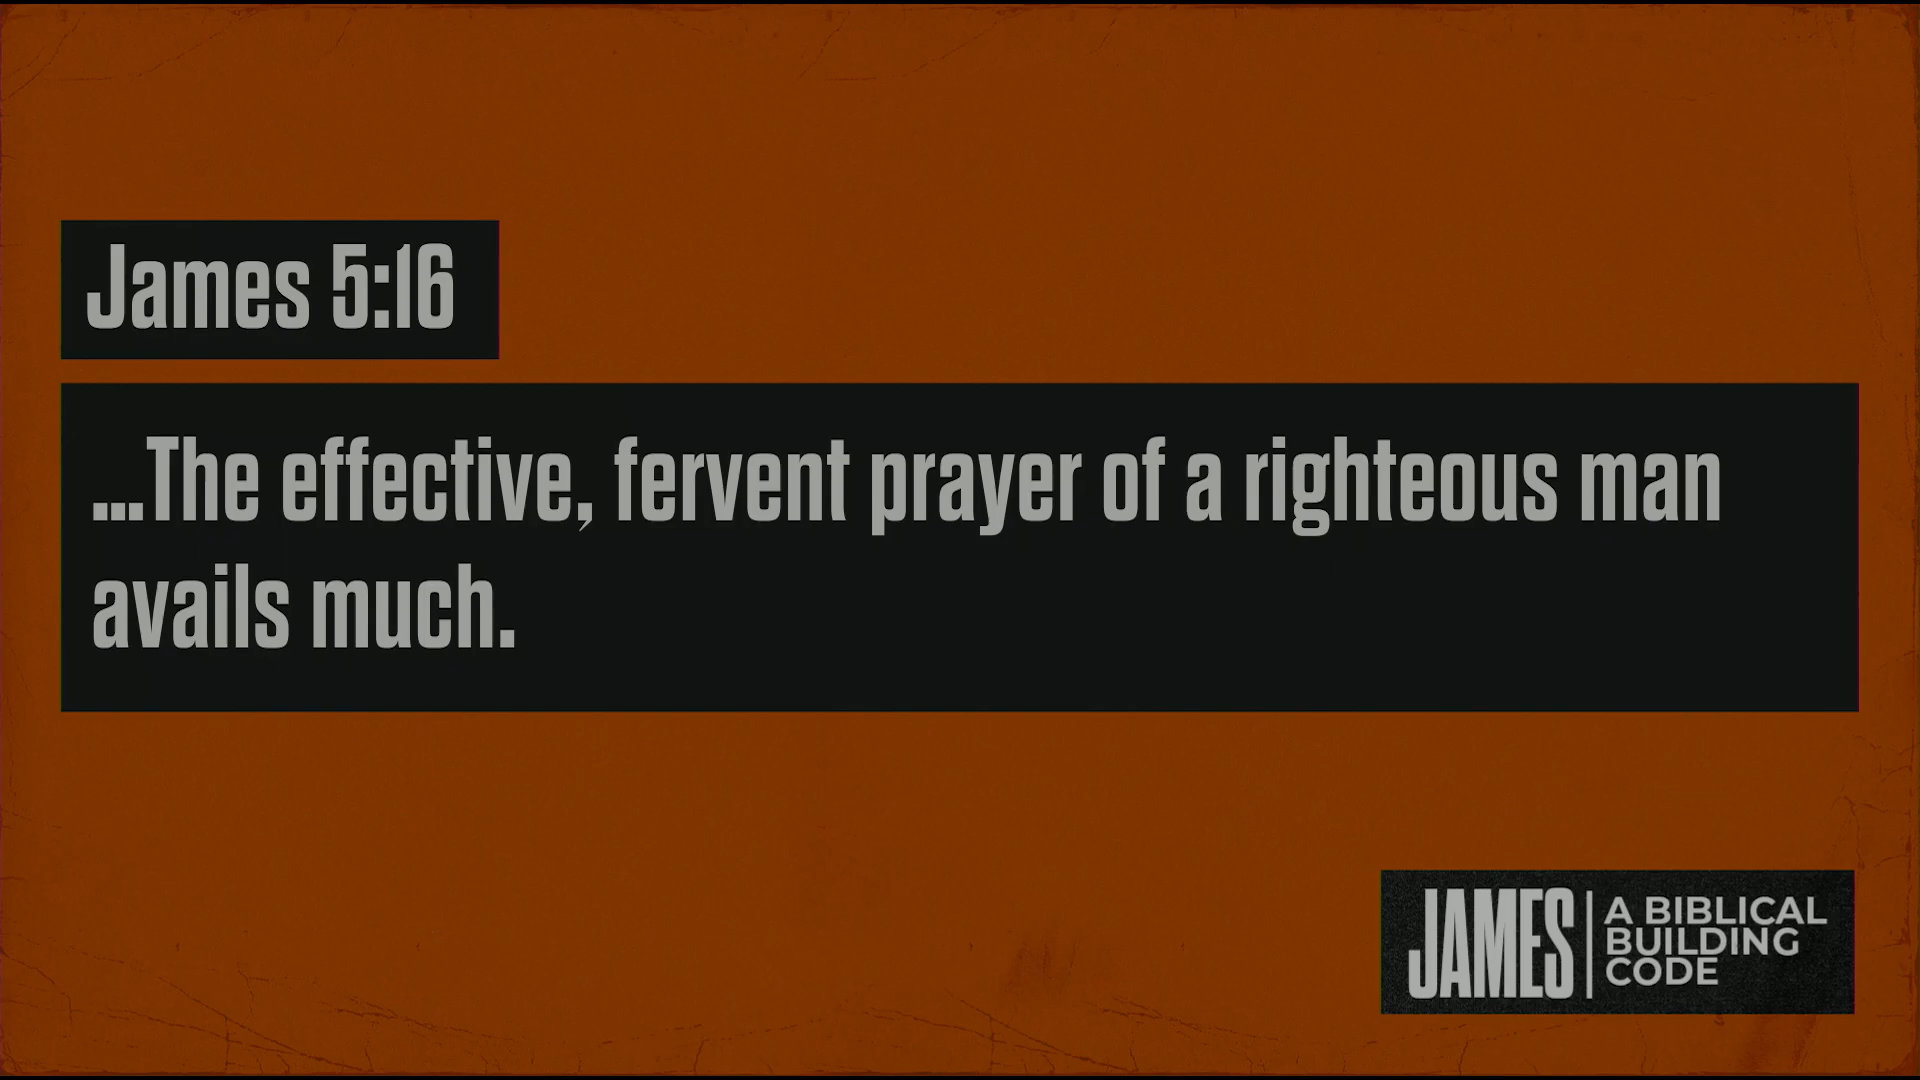 James 5:16
...The effective, fervent prayer of a righteous man
avails much.
JAMES
A BIBLICAL
BUILDING
CODE